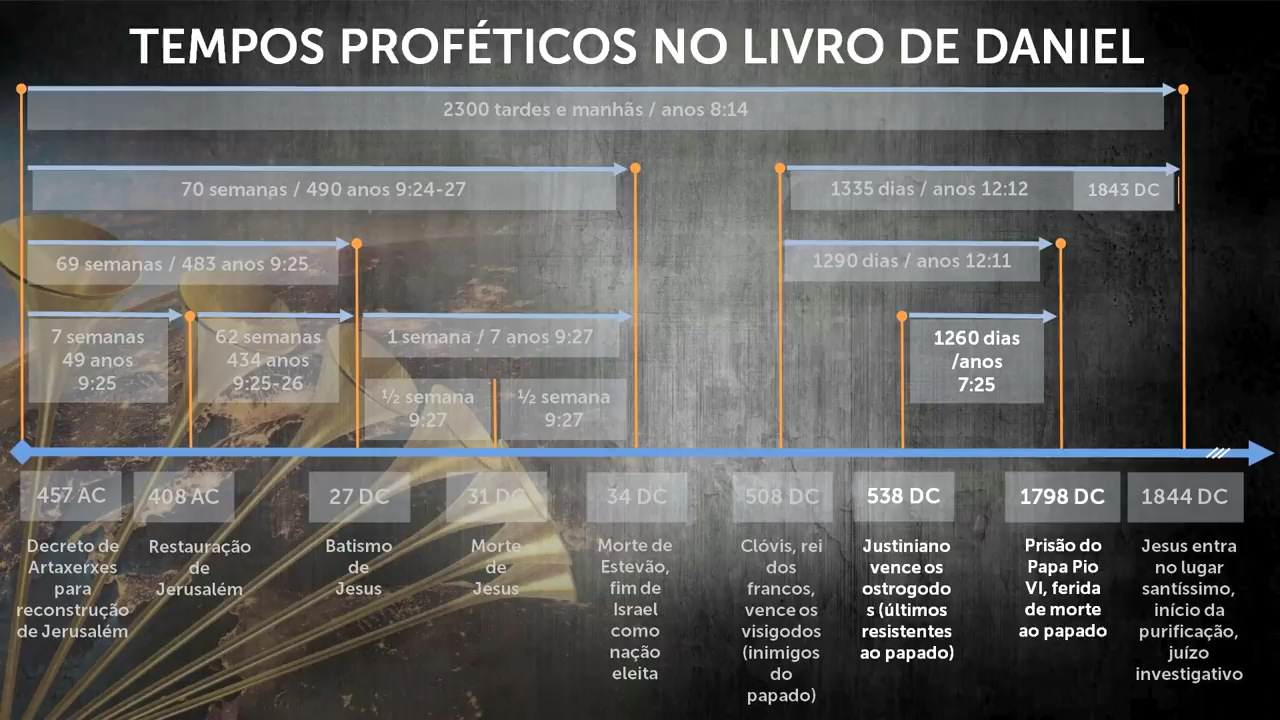 TEMPOS PROFÉTICOS NO LIVRO DE DANIEL
2300 tardes e manhãs / anos 8:14
70 semanas / 490 anos 9:24-27
1335 dias / anos 12:12
1843 DC
69 semanas / 483 anos 9:25
1290 dias / anos 12:11
7 semanas
49 anos
9:25
62 semanas
434 anos
9:25-26
1 semana / 7 anos 9:27
½ semana
9:27
½ semana
9:27
1260 dias
/anos
7:25
457 AC
408 AC
27 DC
31 DC
34 DC
508 DC
538 DC
1798 DC
1844 DC
Decreto de
Artaxerxes
para
reconstrução
de Jerusalém
Restauração
de
Jerusalém
Batismo
de
Jesus
Morte
de
Jesus
Morte de
Estevão,
fim de
Israel
como
nação
eleita
Clóvis, rei
dos
francos,
vence os
visigodos
(inimigos
do
papado)
Justiniano
vence os
ostrogodo
s (últimos
resistentes
ao papado)
Prisão do
Papa Pio
VI, ferida
de morte
ao papado
Jesus entra
no lugar
santíssimo,
início da
purificação,
juízo
investigativo